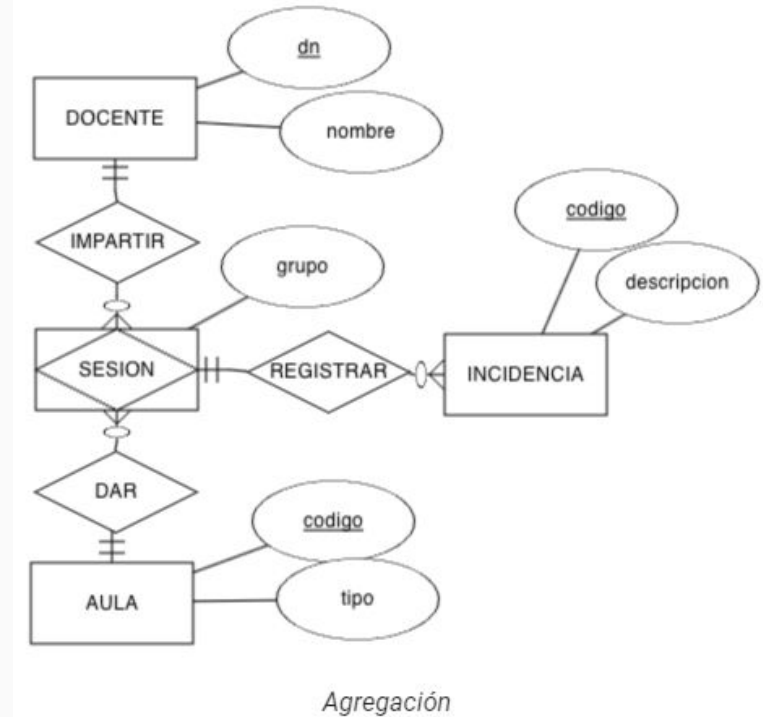 dn
DOCENTE
nombre
IMPARTIR
codigo
grupo
descripcion
SESION
REGISTRAR
INCIDENCIA
DAR
codigo
AULA
tipo
Agregación